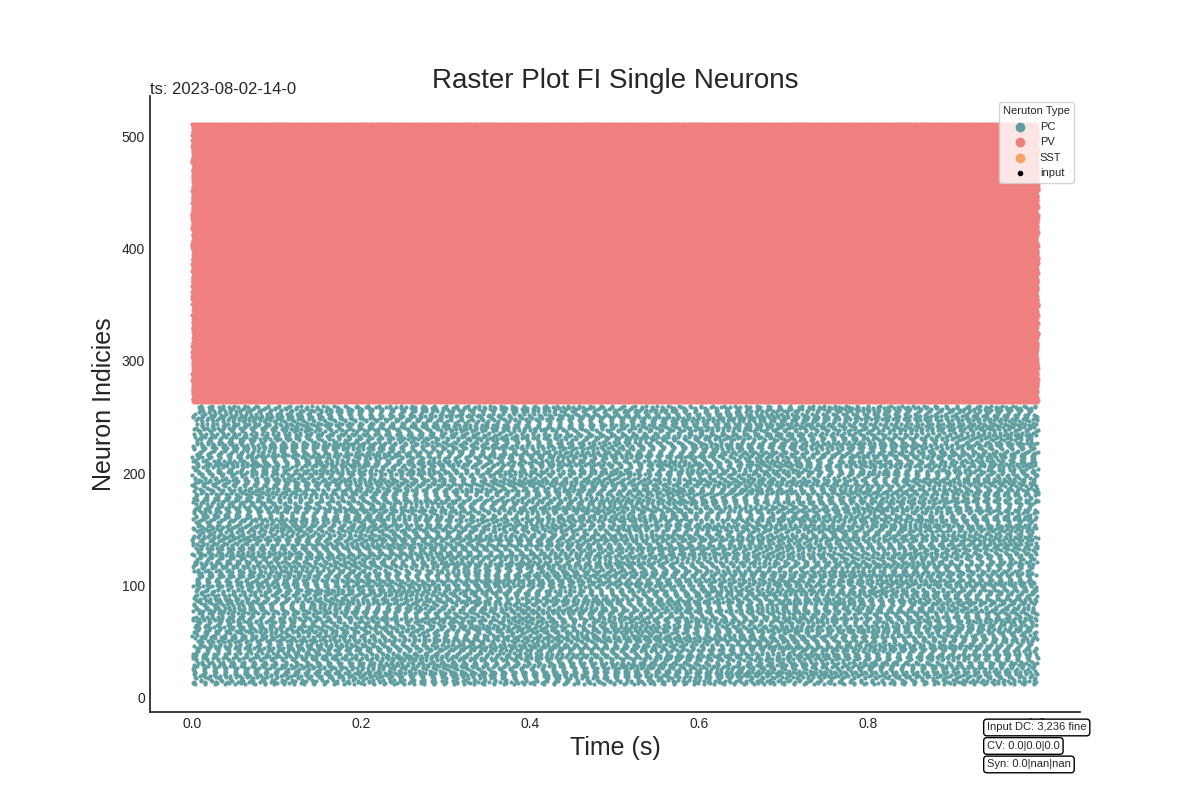 Raster Plot FI Single Neurons
ts: 2023-08-02-14-0
Neruton Type
PC
PV
SST
input
500
400
300
200
100
0
Neuron Indicies
0.0
0.2
0.4
0.6
0.8
Time (s)
Input DC: 3,236 fine
CV: 0.0|0.0|0.0
Syn: 0.0|nan|nan